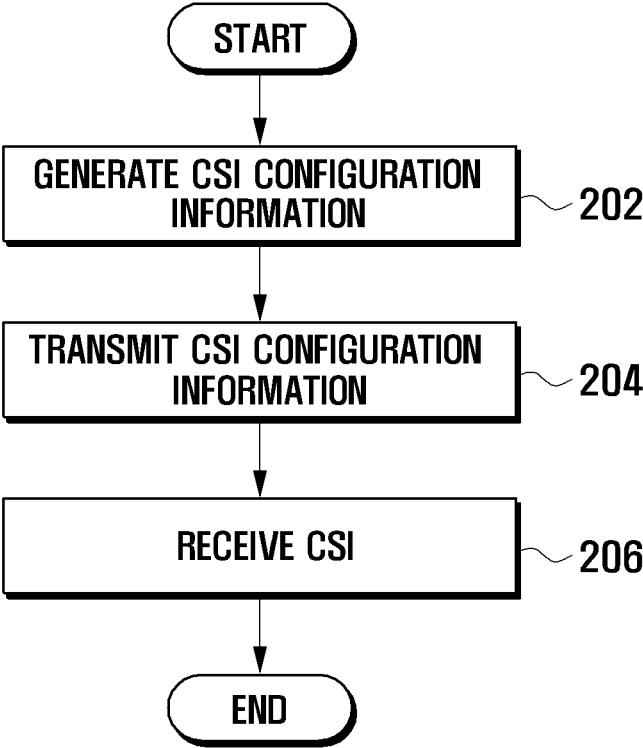 START
GENERATE CSI CONFIGURATION
INFORMATION
202
TRANSMIT CSI CONFIGURATION
INFORMATION
204
RECEIVE CSI
206
END